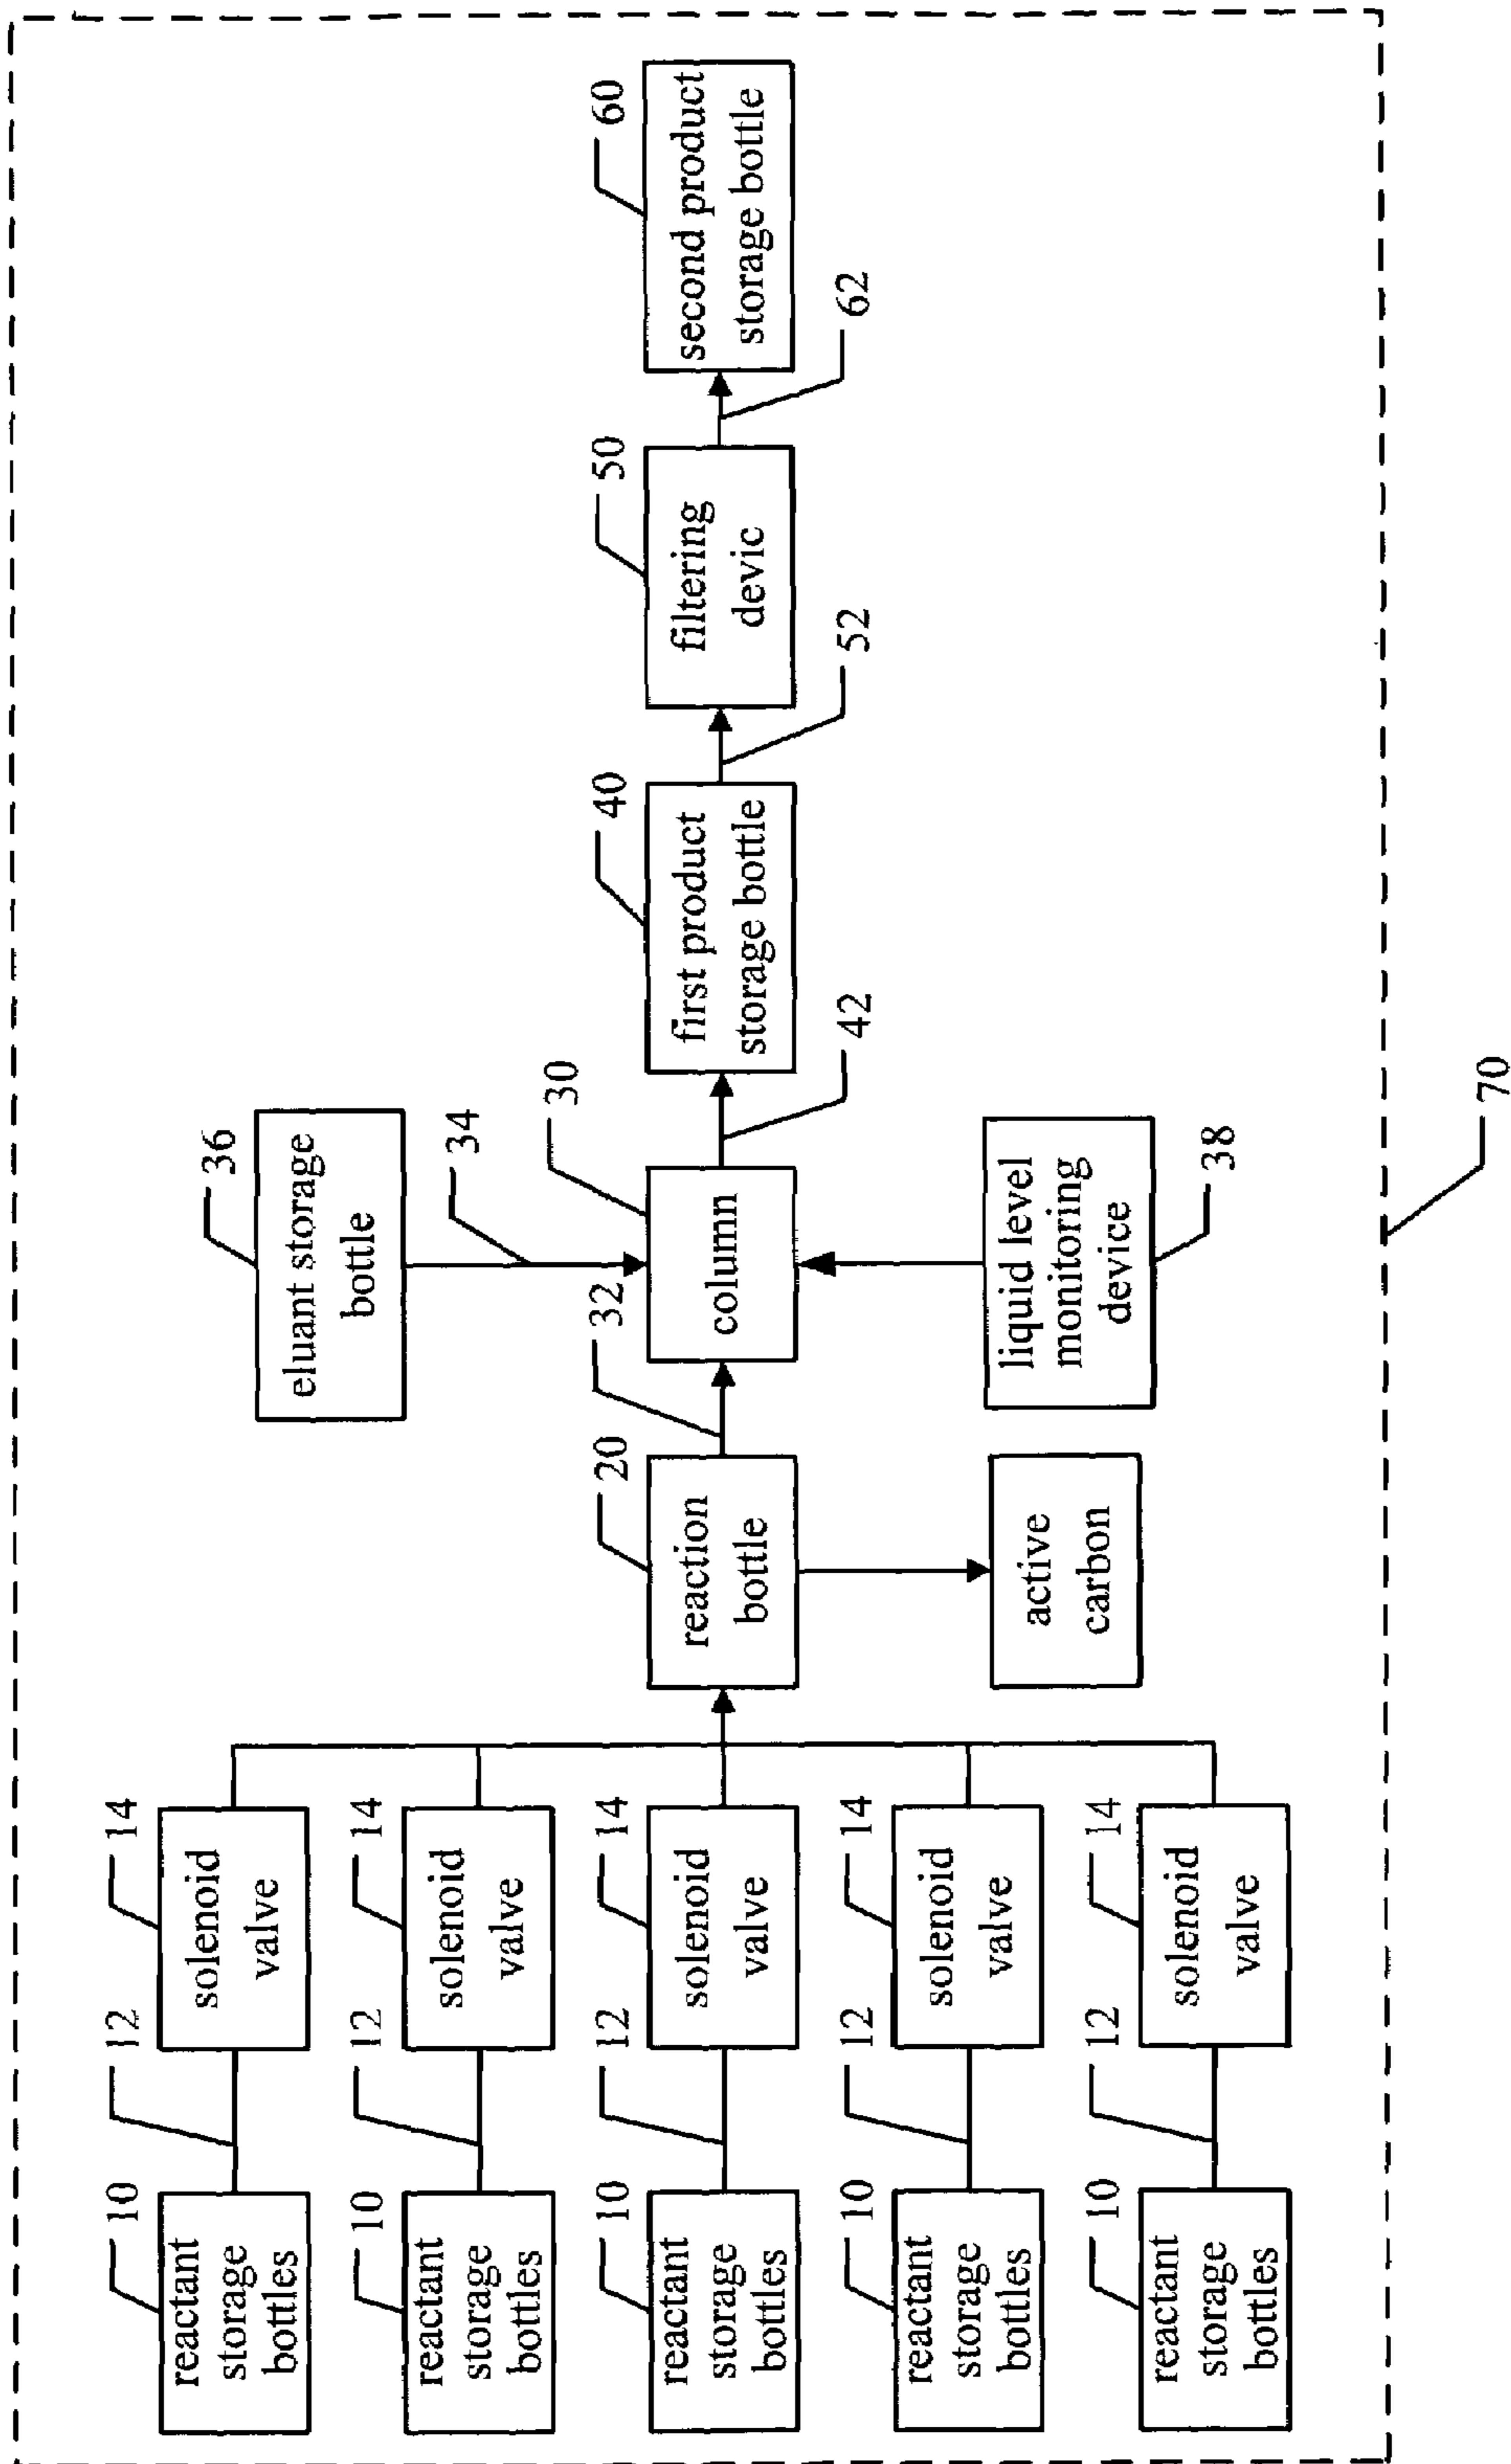 10
reactant
storage
bottles
12
14
solenoid
valve
10
reactant
storage
bottles
12
14
solenoid
valve
10
reactant
storage
bottles
12
14
solenoid
valve
10
reactant
storage
bottles
12
14
solenoid
valve
10
reactant
storage
bottles
12
14
solenoid
valve
20
reaction
bottle
active
carbon
32
36
eluant storage
bottle
34
30
column
liquid level
monitoring
device
38
42
40
first product
storage bottle
52
50
filtering
devic
62
60
second product
storage bottle
70